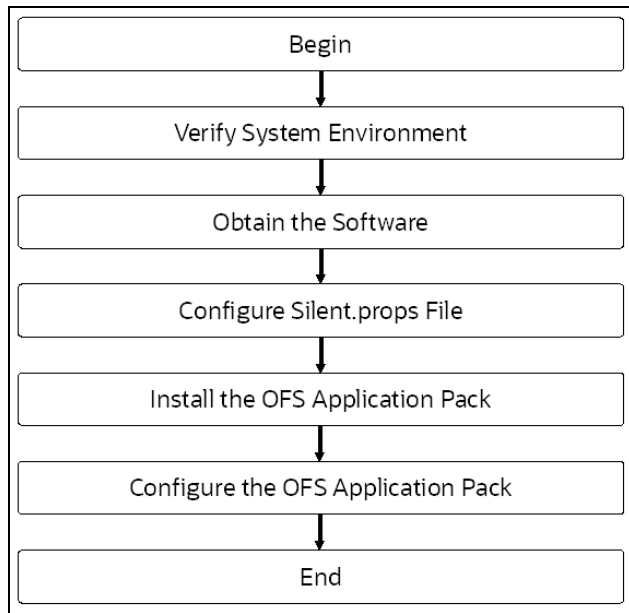 Begin
Verify System Environment
Obtain the Software
Configure Silent.props File
Install the OFS Application Pack
Configure the OFS Application Pack
End